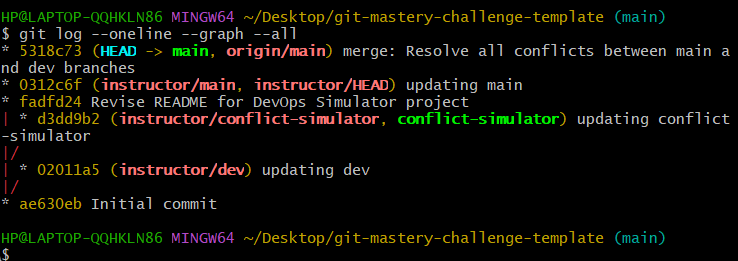 HP@LAPTOP-QQHKLN86 MINGW64 ~/Desktop/git-mastery-challenge-template (main)
$ git log --oneline --graph --all
* 5318c73 (HEAD -> main, origin/main) merge: Resolve all conflicts between main a
nd dev branches
* 0312c6f (instructor/main, instructor/HEAD) updating main
* fadfd24 Revise README for DevOps Simulator project
| * d3dd9b2 (instructor/conflict-simulator, conflict-simulator) updating conflict
-simulator
|/
| * 02011a5 (instructor/dev) updating dev
|/
* ae630eb Initial commit
HP@LAPTOP-QQHKLN86 MINGW64 ~/Desktop/git-mastery-challenge-template (main)
$